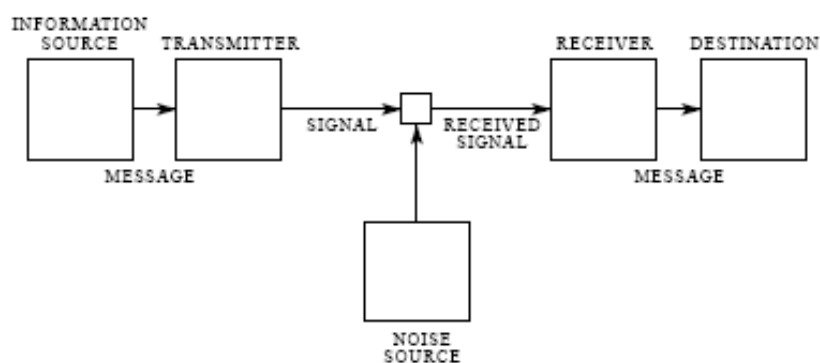 INFORMATION
SOURCE
TRANSMITTER
RECEIVER
DESTINATION
SIGNAL
RECEIVED
SIGNAL
MESSAGE
MESSAGE
NOISE
SOURCE